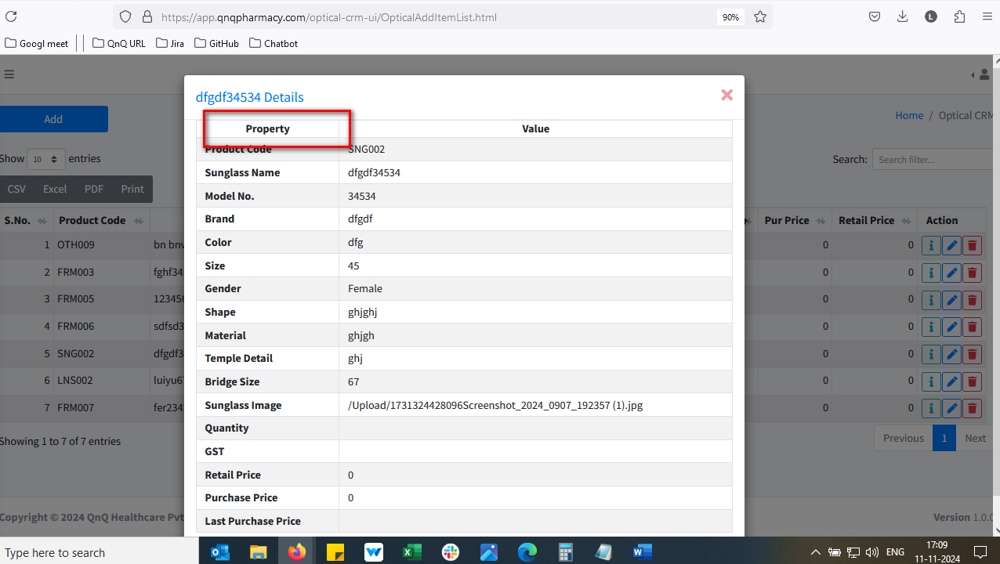 https://app.qnqpharmacy.com/optical-crm-ui/OpticalAddItemList.html 90% L
Googl meet QnQ URL Jira GitHub Chatbot
dfgdf34534 Details
Add
Home / Optical CRM
Property Value
Product Code SNG002
Show 10 entries
Search: Search filter...
Sunglass Name dfgdf34534
CSV Excel PDF Print
Model No. 34534
S.No. Product Code Pur Price Retail Price Action
Brand dfgdf
Color dfg
1 OTH009 bn bnv 0 0
Size 45
2 FRM003 fghf34 0 0
Gender Female
3 FRM005 123456 0 0
Shape ghjghj
4 FRM006 sdfsd3 0 0
Material ghjgh
5 SNG002 dfgdf3 0 0
Temple Detail ghj
6 LNS002 luiyu67 0 0
Bridge Size 67
7 FRM007 fer234 0 0
Sunglass Image /Upload/1731324428096Screenshot_2024_0907_192357 (1).jpg
Quantity
Showing 1 to 7 of 7 entries
Previous 1 Next
GST
Retail Price 0
Purchase Price 0
Last Purchase Price
Copyright © 2024 QnQ Healthcare Pvt
Version 1.0.0
Type here to search
ENG
17:09
11-11-2024